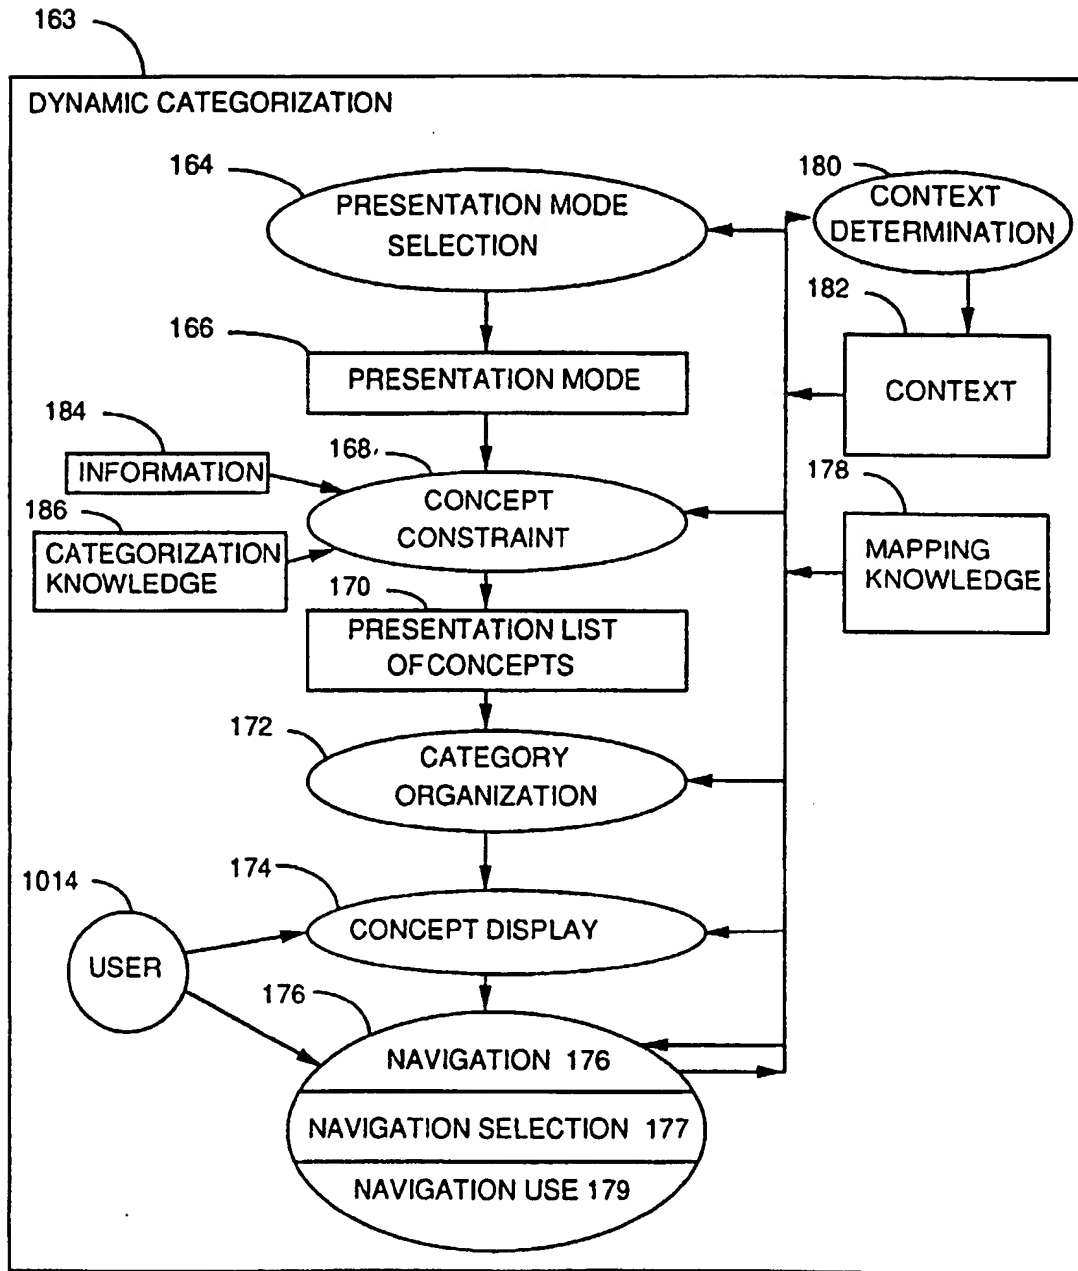 163
DYNAMIC CATEGORIZATION
164
PRESENTATION MODE
SELECTION
180
CONTEXT
DETERMINATION
166
PRESENTATION MODE
182
CONTEXT
184
INFORMATION
168
CONCEPT
CONSTRAINT
178
MAPPING
KNOWLEDGE
186
CATEGORIZATION
KNOWLEDGE
170
PRESENTATION LIST
OF CONCEPTS
172
CATEGORY
ORGANIZATION
1014
USER
174
CONCEPT DISPLAY
176
NAVIGATION 176
NAVIGATION SELECTION 177
NAVIGATION USE 179